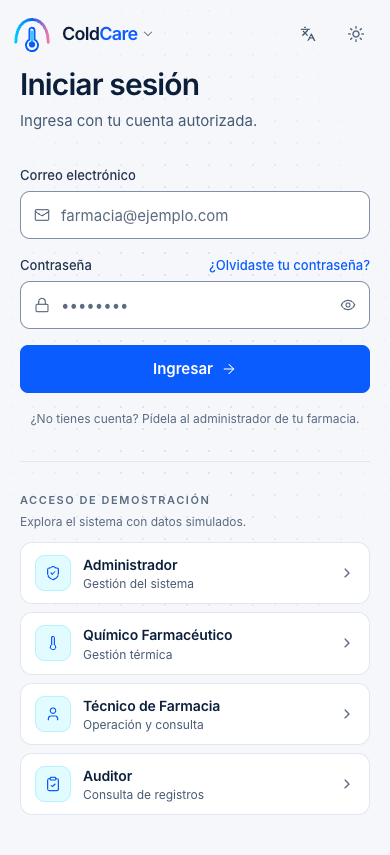 ColdCare
Iniciar sesión
Ingresa con tu cuenta autorizada.
Correo electrónico
farmacia@ejemplo.com
Contraseña ¿Olvidaste tu contraseña?
••••••••
Ingresar →
¿No tienes cuenta? Pídela al administrador de tu farmacia.
ACCESO DE DEMOSTRACIÓN
Explora el sistema con datos simulados.
Administrador
Gestión del sistema
Químico Farmacéutico
Gestión térmica
Técnico de Farmacia
Operación y consulta
Auditor
Consulta de registros